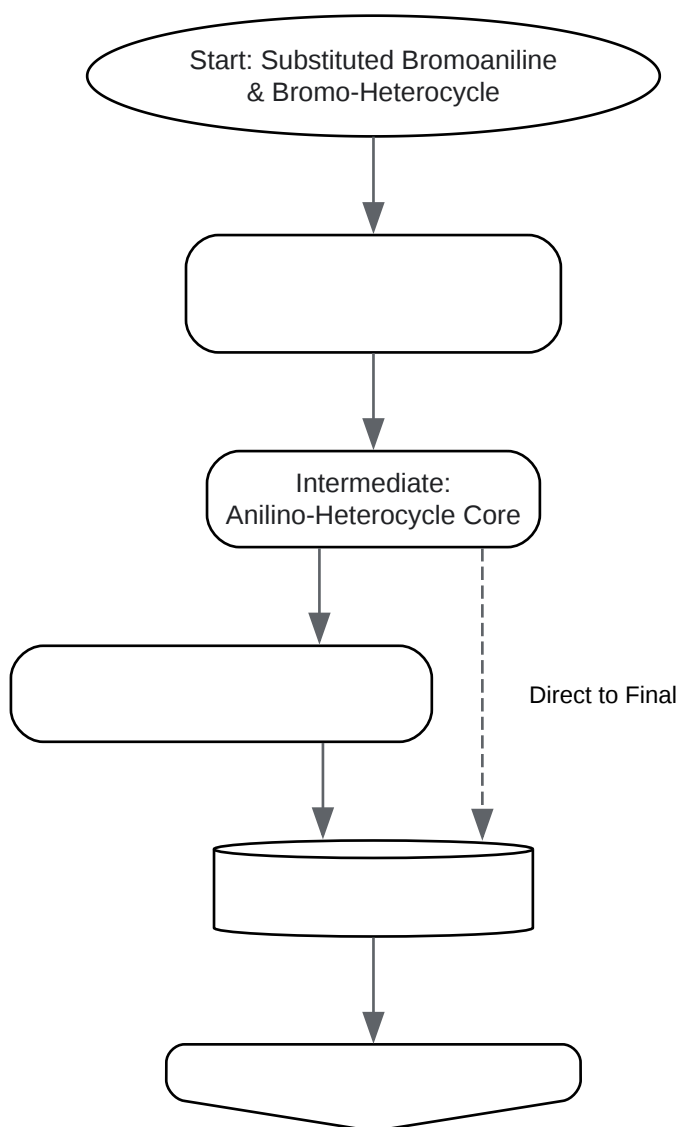 Start: Substituted Bromoaniline
& Bromo-Heterocycle
Intermediate:
Anilino-Heterocycle Core
Direct to Final